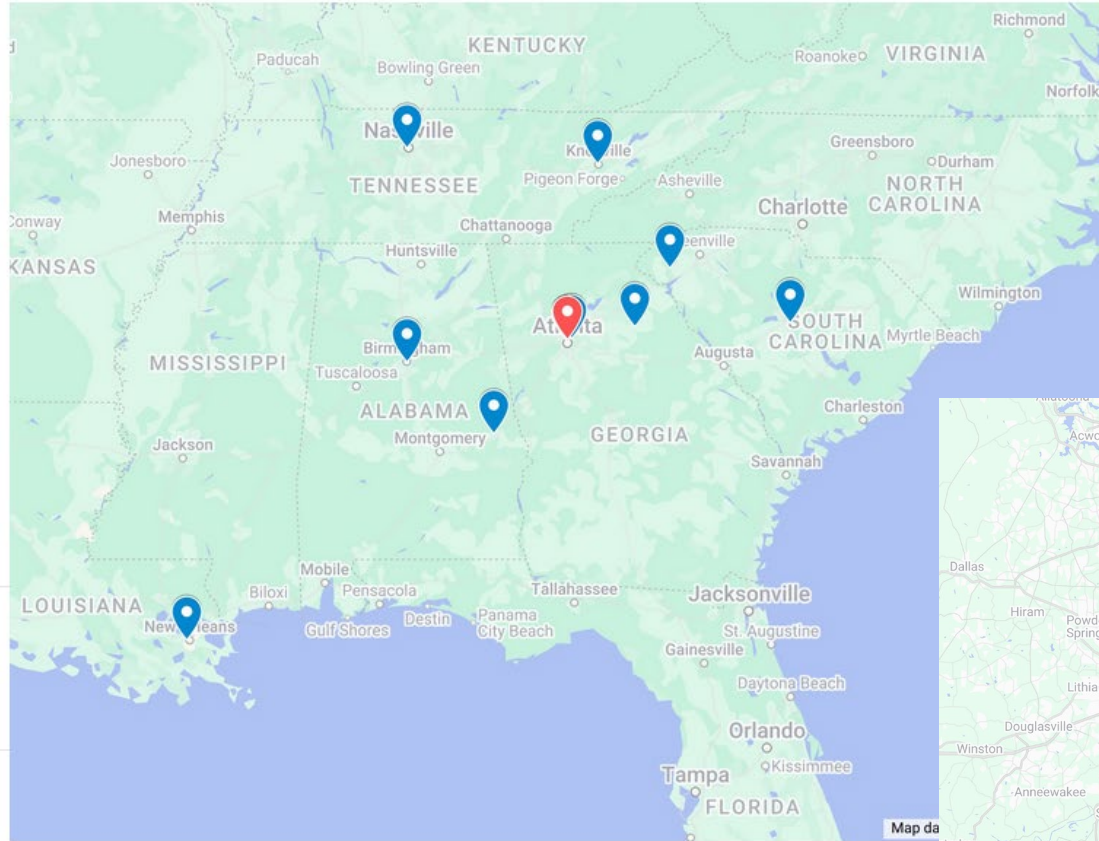 Richmond
KENTUCKY
Paducah
Roanoke
VIRGINIA
Bowling Green
Norfolk
Nashville
Greensboro
Jonesboro
Knoxville
Durham
Pigeon Forge
Asheville
TENNESSEE
NORTH
CAROLINA
Conway
Memphis
Charlotte
Chattanooga
Greenville
Huntsville
KANSAS
Wilmington
Atlanta
SOUTH
CAROLINA
Myrtle Beach
Birmingham
Augusta
MISSISSIPPI
Tuscaloosa
Charleston
ALABAMA
Montgomery
GEORGIA
Jackson
Savannah
Acwo
Mobile
Dallas
Biloxi
Pensacola
Tallahassee
Jacksonville
LOUISIANA
Hiram
New Orleans
Gulf Shores
Destin
Panama
City Beach
St. Augustine
Powd
Spring
Gainesville
Daytona Beach
Lithia
Orlando
Douglasville
Winston
Kissimmee
Tampa
Anneewakee
FLORIDA
Map da